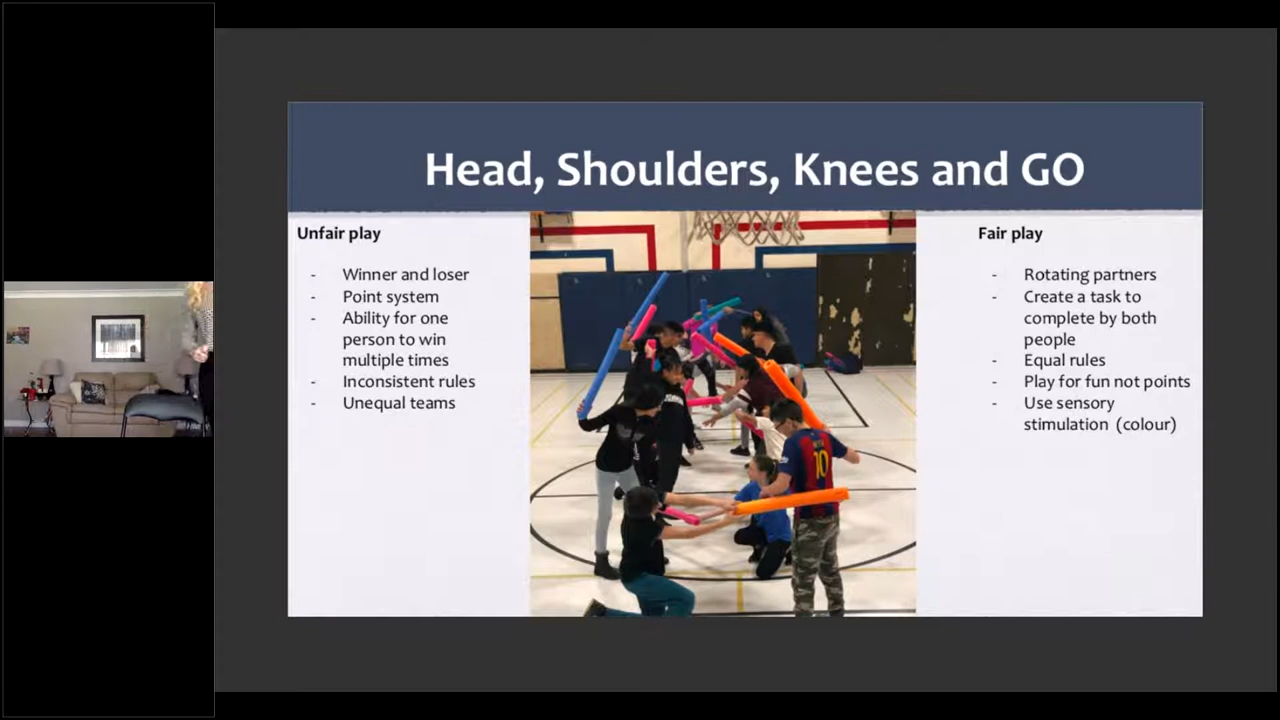 Head, Shoulders, Knees and GO
Unfair play
- Winner and loser
- Point system
- Ability for one
person to win
multiple times
- Inconsistent rules
- Unequal teams
10
Fair play
- Rotating partners
- Create a task to
complete by both
people
- Equal rules
- Play for fun not points
- Use sensory
stimulation (colour)